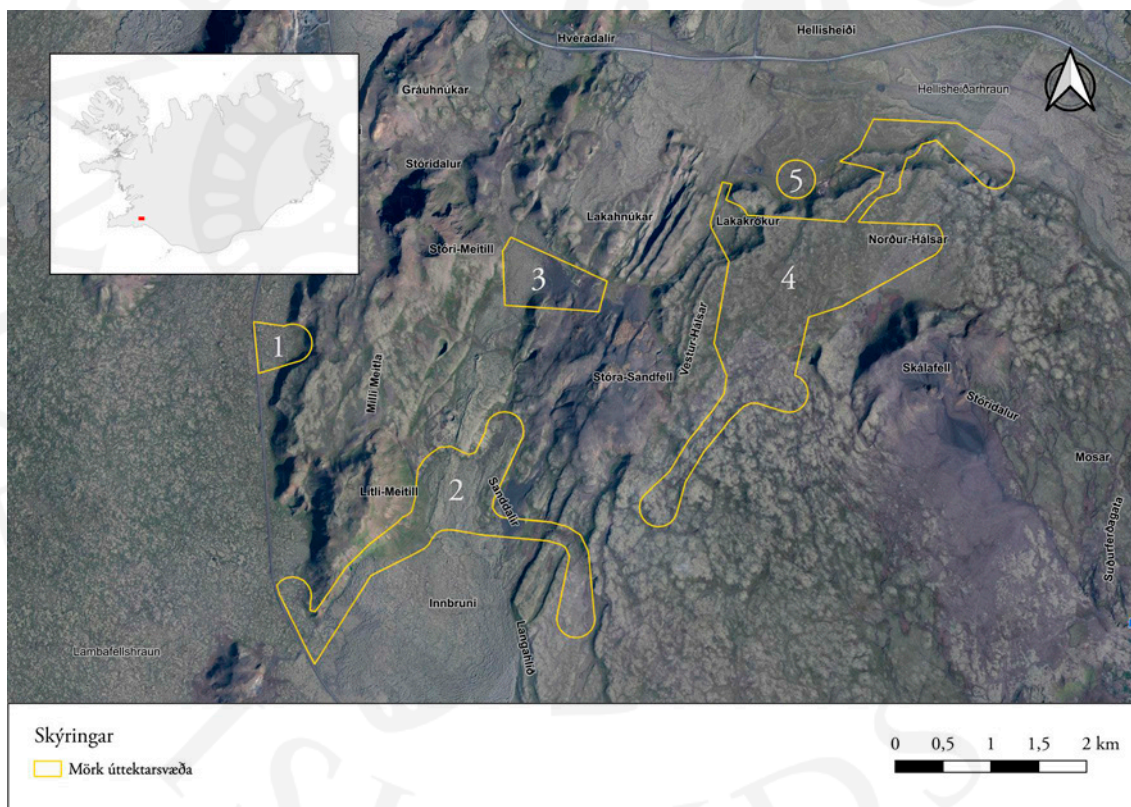 Hveradalir
Hellisheiði
Gráuhnúkar
Hellisheiðarhraun
Stóridalur
5
Lakahnúkar
Lakakrókur
Stóri-Meitill
Norður-Hálsar
3
4
1
Vestur-Hálsar
Milli Meitla
Stóra-Sandfell
Skálafell
Stóridalur
Mosar
Litli-Meitill
2
Sanddalir
Suðurferðagata
Innbruni
Langahlíð
Lambafellshraun
Skýringar
Mörk úttektarsvæða
0 0,5 1 1,5 2 km